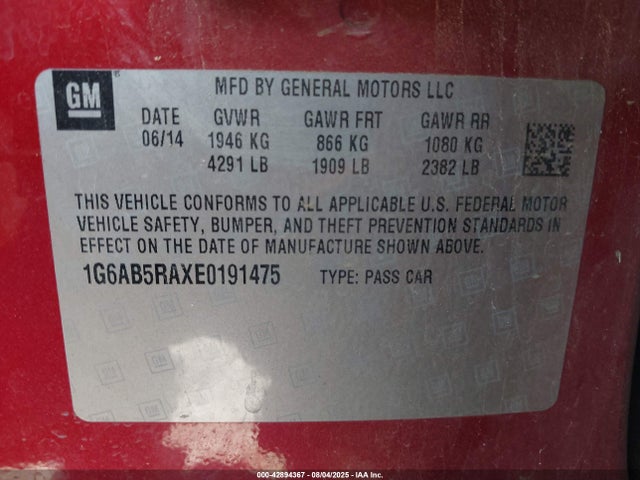 GM
MFD BY GENERAL MOTORS LLC
DATE GVWR GAWR FRT GAWR RR
06/14 1946 KG 866 KG 1080 KG
4291 LB 1909 LB 2382 LB
THIS VEHICLE CONFORMS TO ALL APPLICABLE U.S. FEDERAL MOTOR
VEHICLE SAFETY, BUMPER, AND THEFT PREVENTION STANDARDS IN
EFFECT ON THE DATE OF MANUFACTURE SHOWN ABOVE.
1G6AB5RAXE0191475 TYPE: PASS CAR
000-42894367 - 08/04/2025 - IAA Inc.